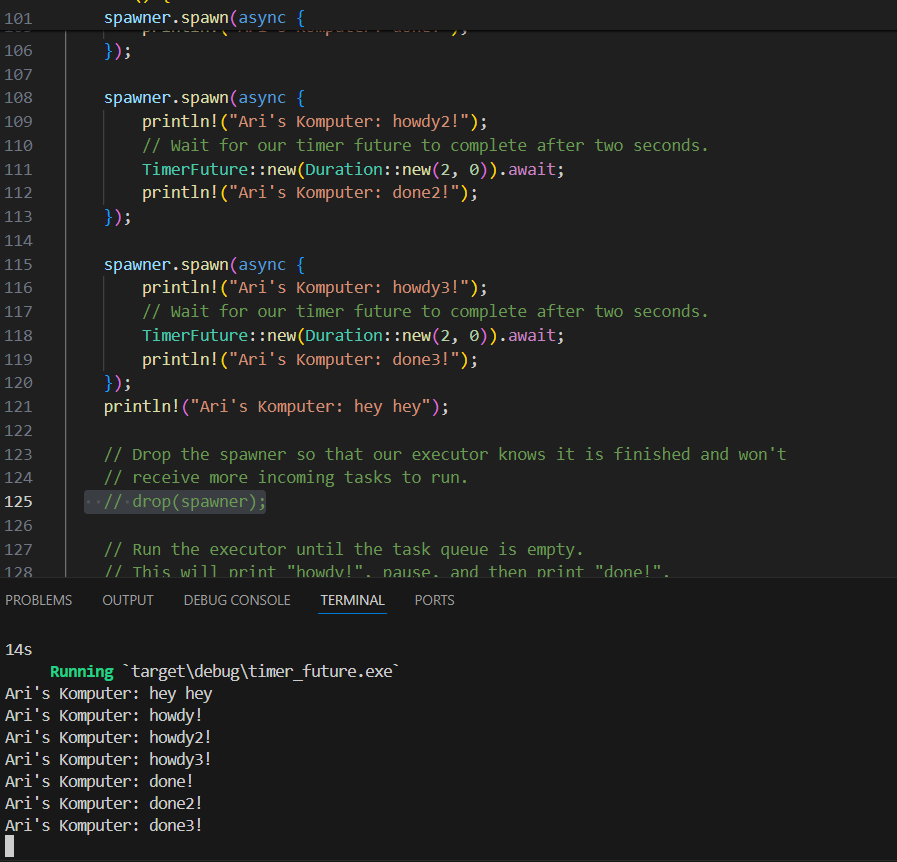 101 spawner.spawn(async {
106 });
107
108 spawner.spawn(async {
109 println!("Ari's Komputer: howdy2!");
110 // Wait for our timer future to complete after two seconds.
111 TimerFuture::new(Duration::new(2, 0)).await;
112 println!("Ari's Komputer: done2!");
113 });
114
115 spawner.spawn(async {
116 println!("Ari's Komputer: howdy3!");
117 // Wait for our timer future to complete after two seconds.
118 TimerFuture::new(Duration::new(2, 0)).await;
119 println!("Ari's Komputer: done3!");
120 });
121 println!("Ari's Komputer: hey hey");
122
123 // Drop the spawner so that our executor knows it is finished and won't
124 // receive more incoming tasks to run.
125 // drop(spawner);
126
127 // Run the executor until the task queue is empty.
128 // This will print "howdy!", pause, and then print "done!".
PROBLEMS OUTPUT DEBUG CONSOLE TERMINAL PORTS
14s
Running `target\debug\timer_future.exe`
Ari's Komputer: hey hey
Ari's Komputer: howdy!
Ari's Komputer: howdy2!
Ari's Komputer: howdy3!
Ari's Komputer: done!
Ari's Komputer: done2!
Ari's Komputer: done3!